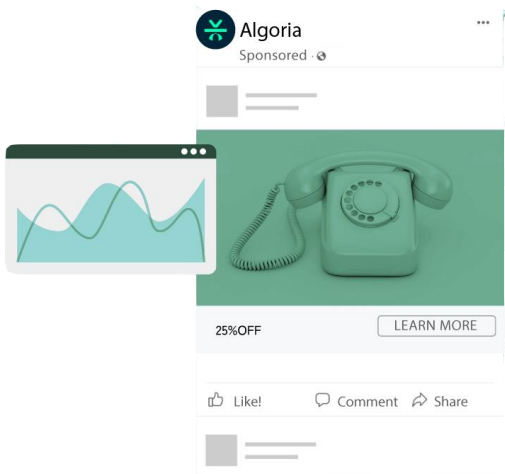 Algoria
Sponsored ·
25%OFF
LEARN MORE
Like!
Comment
Share